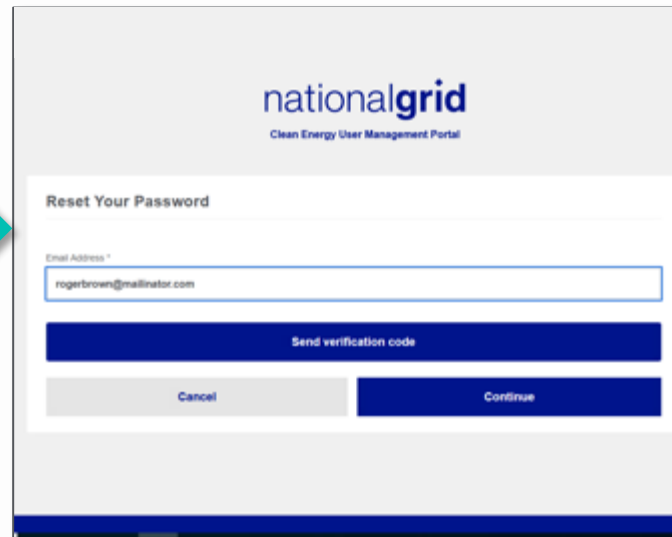 nationalgrid
Clean Energy User Management Portal
Reset Your Password
Email Address *
rogerbrown@mailinator.com
Send verification code
Cancel
Continue